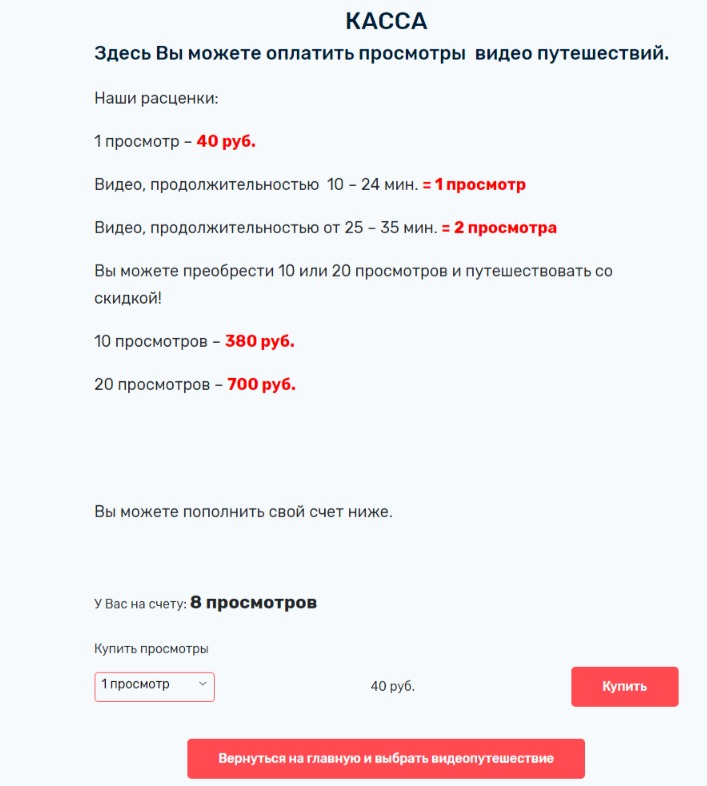 КАССА
Здесь Вы можете оплатить просмотры видео путешествий.
Наши расценки:
1 просмотр – 40 руб.
Видео, продолжительностью 10 – 24 мин. = 1 просмотр
Видео, продолжительностью от 25 – 35 мин. = 2 просмотра
Вы можете преобрести 10 или 20 просмотров и путешествовать со
скидкой!
10 просмотров – 380 руб.
20 просмотров – 700 руб.
Вы можете пополнить свой счет ниже.
У Вас на счету: 8 просмотров
Купить просмотры
1 просмотр 40 руб. Купить
Вернуться на главную и выбрать видеопутешествие